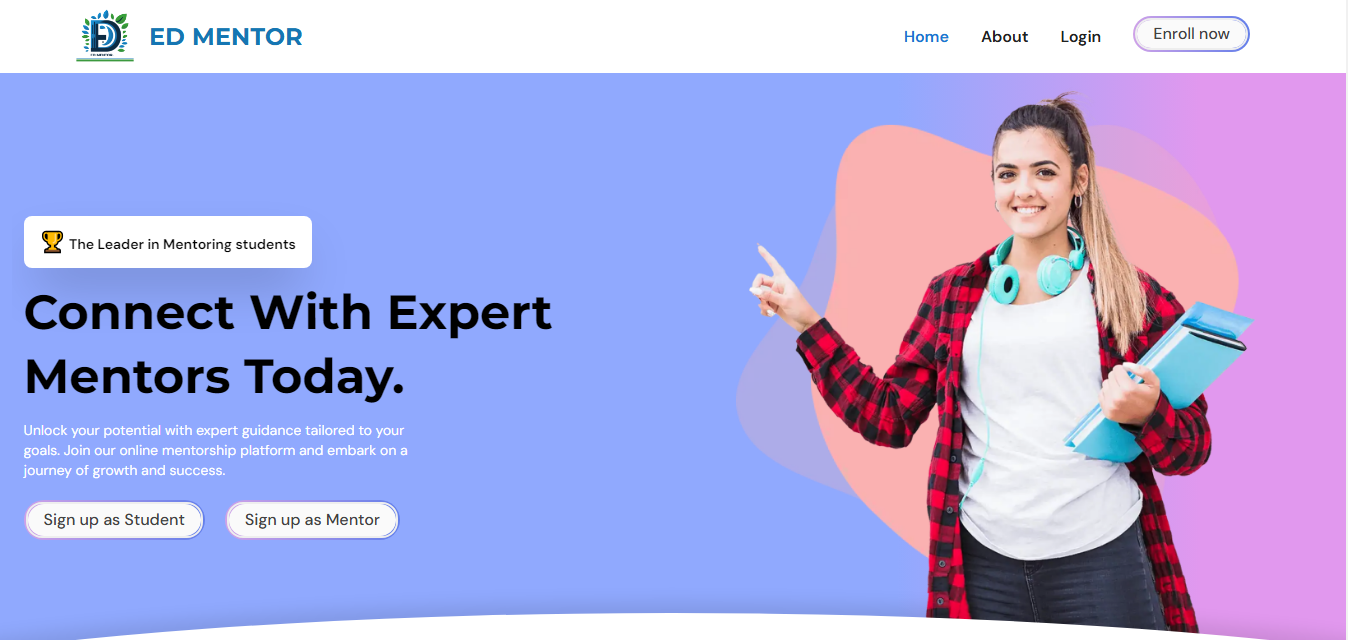 ED MENTOR
Home
About
Login
Enroll now
The Leader in Mentoring students
Connect With Expert
Mentors Today.
Unlock your potential with expert guidance tailored to your
goals. Join our online mentorship platform and embark on a
journey of growth and success.
Sign up as Student
Sign up as Mentor